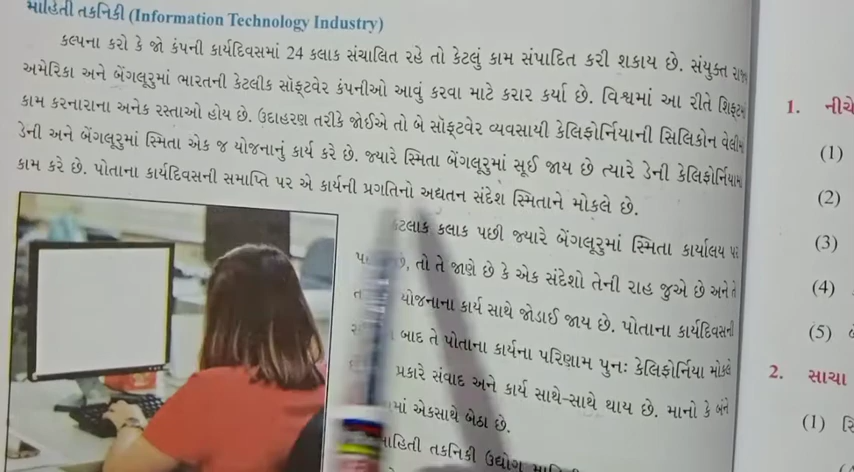 માહિતી તકનિકી (Information Technology Industry)
કલ્પના કરો કે જો કંપની કાર્યદિવસમાં 24 કલાક સંચાલિત રહે તો કેટલું કામ સંપાદિત કરી શકાય છે. સંયુક્ત
અમેરિકા અને બેંગલૂરુમાં ભારતની કેટલીક સૉફ્ટવેર કંપનીઓ આવું કરવા માટે કરાર કર્યા છે. વિશ્વમાં આ રીતે
કામ કરનારાના અનેક રસ્તાઓ હોય છે. ઉદાહરણ તરીકે જોઈએ તો બે સૉફ્ટવેર વ્યવસાયી કેલિફોર્નિયાની સિલિકોન
ડેની અને બેંગલૂરુમાં સ્મિતા એક જ યોજનાનું કાર્ય કરે છે. જ્યારે સ્મિતા બેંગલૂરુમાં સૂઈ જાય છે ત્યારે ડેની
કામ કરે છે. પોતાના કાર્યદિવસની સમાપ્તિ પર એ કાર્યની પ્રગતિનો અદ્યતન સંદેશ સ્મિતાને મોકલે છે.
કલાક પછી જ્યારે બેંગલૂરુમાં સ્મિતા કાર્યાલય
તો તે જાણે છે કે એક સંદેશો તેની રાહ જુએ છે અને તે
યોજનાના કાર્ય સાથે જોડાઈ જાય છે. પોતાના
બાદ તે પોતાના કાર્યના પરિણામ પુનઃ કેલિફોર્નિયા
પ્રકારે સંવાદ અને કાર્ય સાથે-સાથે થાય છે. માનો કે બંને
એકસાથે બેઠા છે.
માહિતી તકનિકી ઉદ્યોગ
1.
(1)
(2)
(3)
(4)
(5)
2. સાચા
(1)